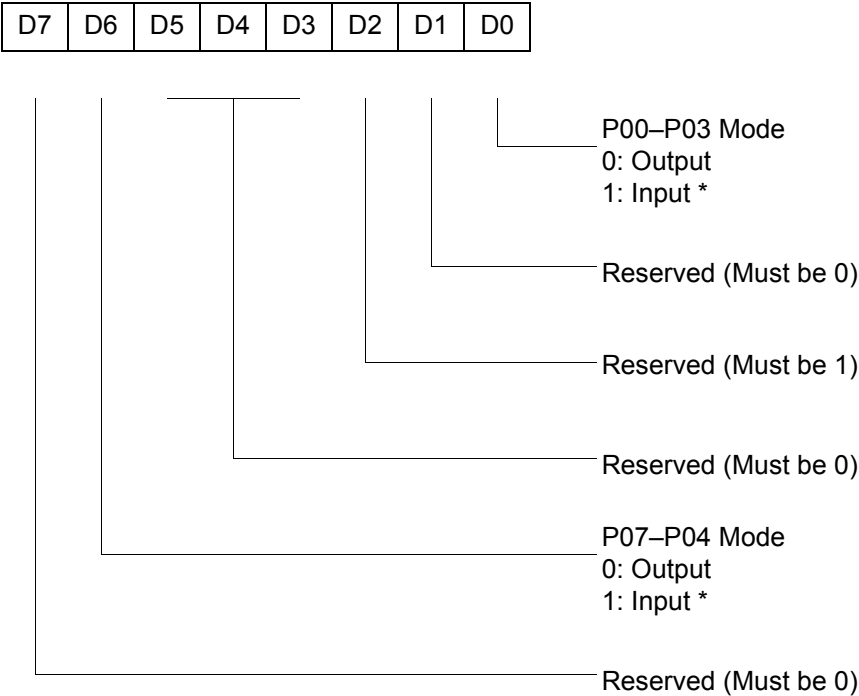 D7 D6 D5 D4 D3 D2 D1 D0
P00–P03 Mode
0: Output
1: Input *
Reserved (Must be 0)
Reserved (Must be 1)
Reserved (Must be 0)
P07–P04 Mode
0: Output
1: Input *
Reserved (Must be 0)